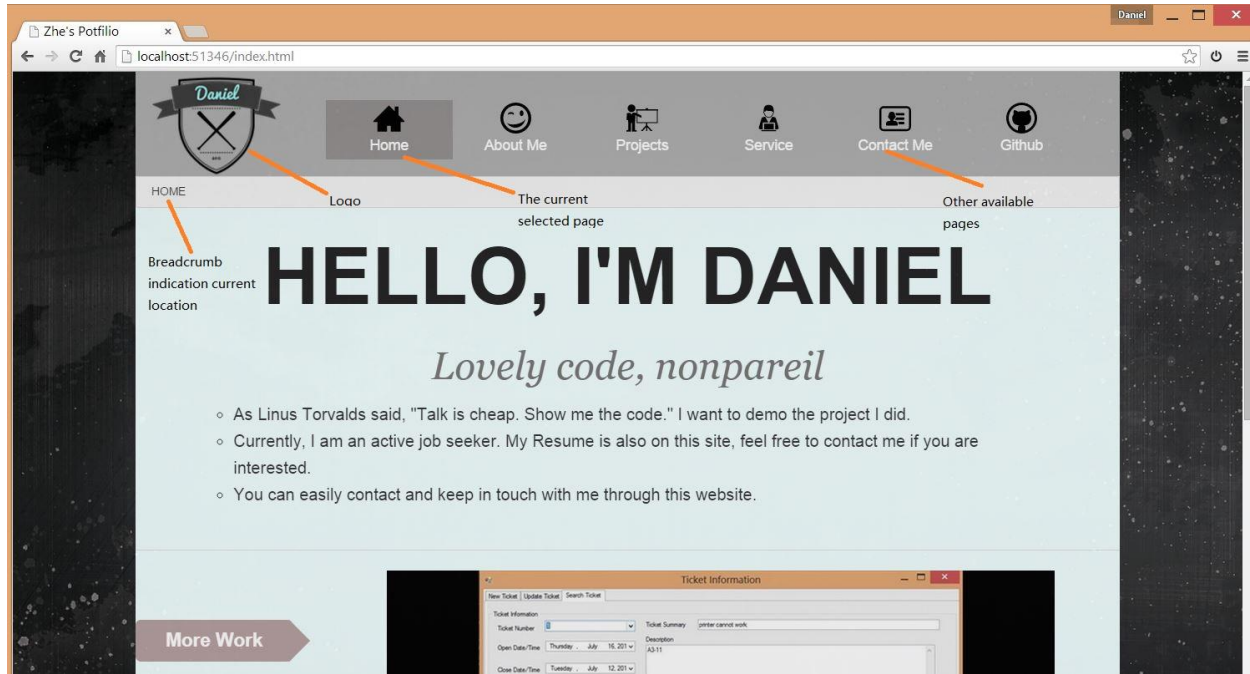 Daniel
Zhe's Potfilio
localhost:51346/index.html
Daniel
Home
About Me
Projects
Service
Contact Me
Github
HOME
Logo
The current
selected page
Other available
pages
Breadcrumb
indication current
location
HELLO, I'M DANIEL
Lovely code, nonpareil
As Linus Torvalds said, "Talk is cheap. Show me the code." I want to demo the project I did.
Currently, I am an active job seeker. My Resume is also on this site, feel free to contact me if you are
interested.
You can easily contact and keep in touch with me through this website.
More Work
Ticket Information
New Ticket Update Ticket Search Ticket
Ticket Information
Ticket Number
Ticket Summary printer cannot work
Description
Open Date/Time Thursday , July 16, 201
A3-11
Close Date/Time Tuesday , July 12, 201